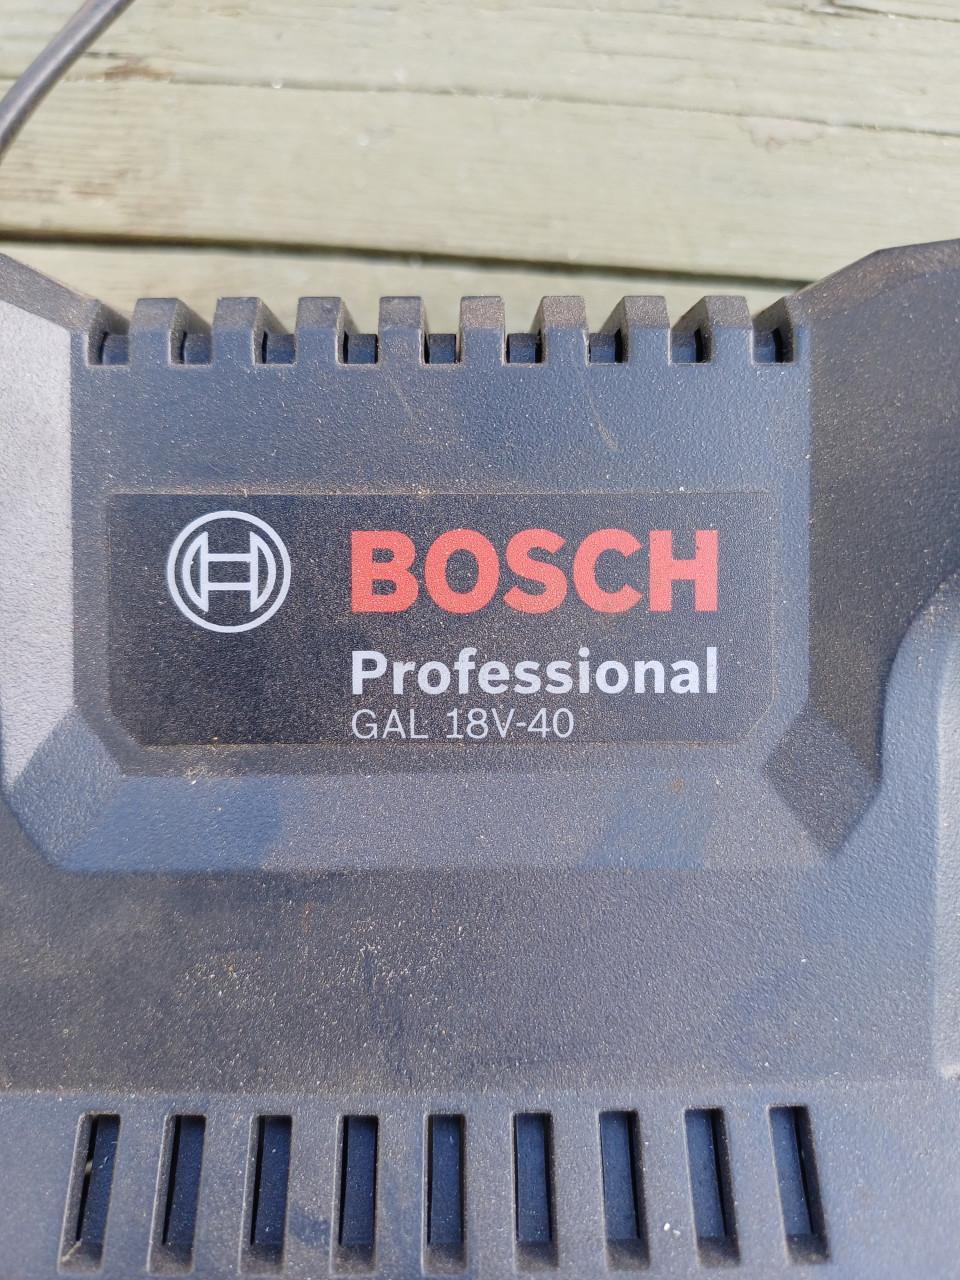 BOSCH
Professional
GAL 18V-40